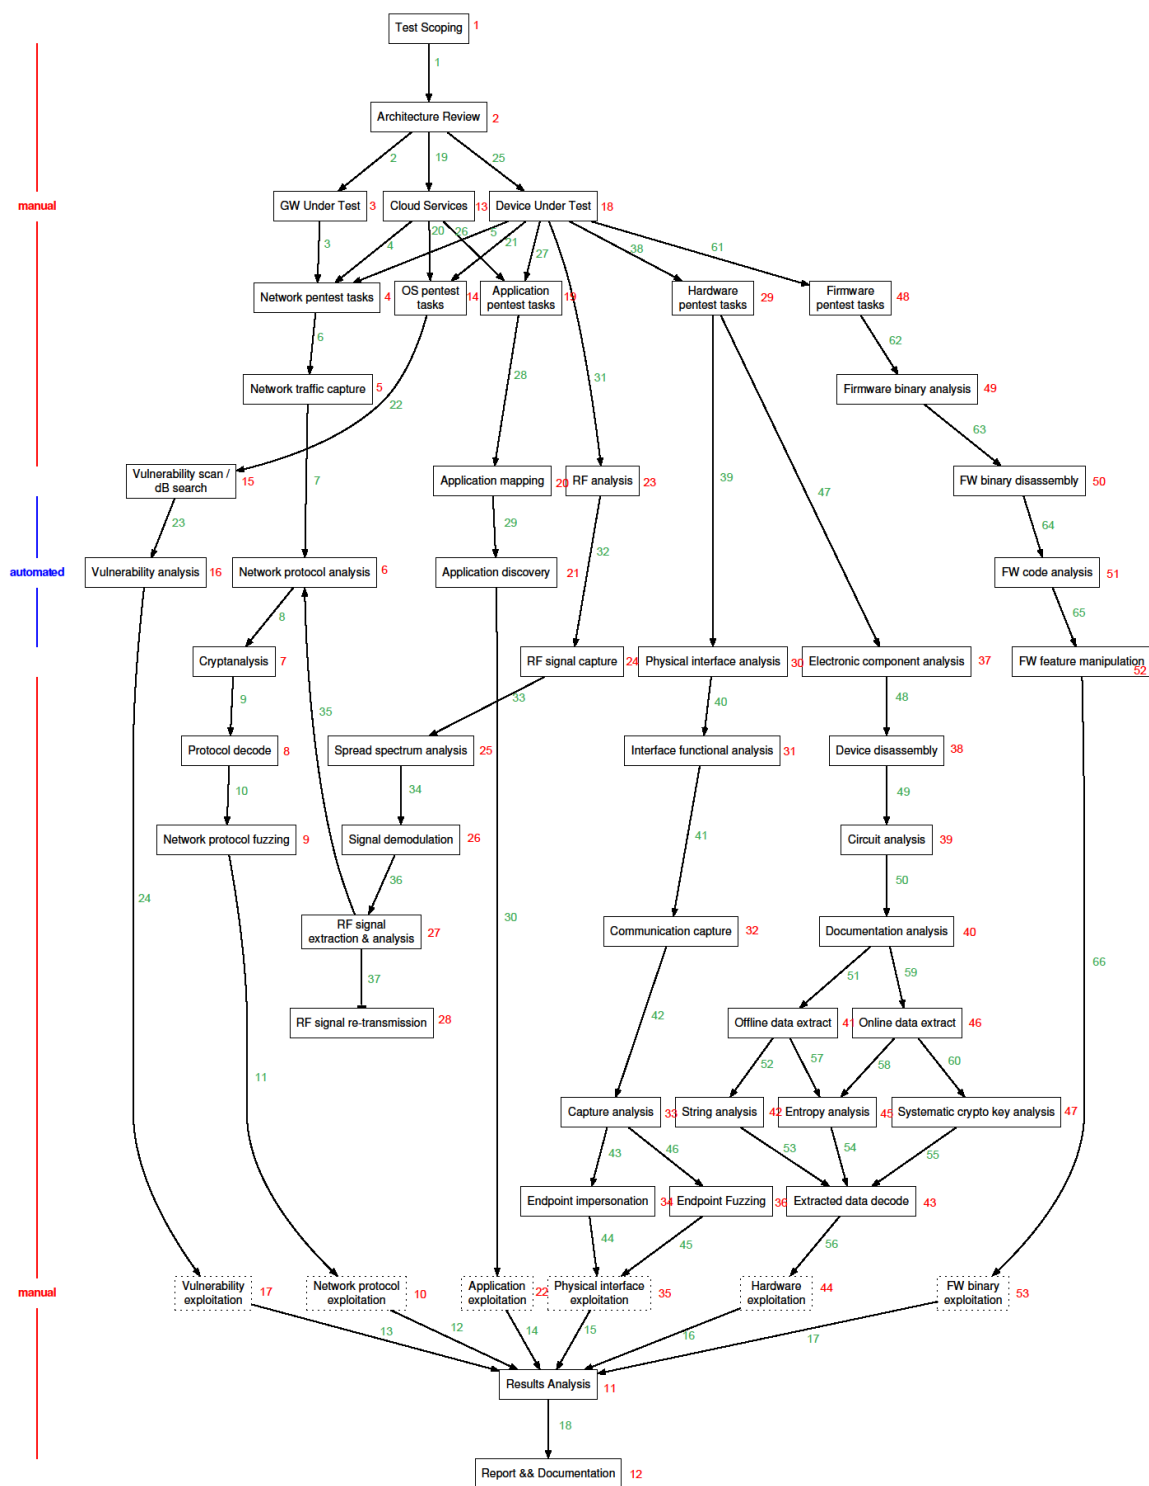 Test Scoping 1
1
Architecture Review 2
2 19 25
manual
GW Under Test 3 Cloud Services 13 Device Under Test 18
3 4 20 26 5 21 27 38 61
Network pentest tasks 4
OS pentest
tasks 14
Application
pentest tasks 19
Hardware
pentest tasks 29
Firmware
pentest tasks 48
6 28 31 62
Network traffic capture 5
22
Firmware binary analysis 49
63
Vulnerability scan /
dB search 15
7
Application mapping 20
RF analysis 23
39 47
FW binary disassembly 50
23 29 32 64
automated
Vulnerability analysis 16
Network protocol analysis 6
Application discovery 21
FW code analysis 51
8 65
Cryptanalysis 7
RF signal capture 24
Physical interface analysis 30
Electronic component analysis 37
FW feature manipulation 52
9 35 33 40 48
Protocol decode 8
Spread spectrum analysis 25
Interface functional analysis 31
Device disassembly 38
10 34 41 49
Network protocol fuzzing 9
Signal demodulation 26
Circuit analysis 39
24 36 30 50
RF signal
extraction & analysis 27
Communication capture 32
Documentation analysis 40
37 51 59 66
RF signal re-transmission 28
42
Offline data extract 41
Online data extract 46
11 52 57 58 60
Capture analysis 33
String analysis 42
Entropy analysis 45
Systematic crypto key analysis 47
43 46 53 54 55
Endpoint impersonation 34
Endpoint Fuzzing 36
Extracted data decode 43
44 45 56
manual
Vulnerability
exploitation 17
Network protocol
exploitation 10
Application
exploitation 22
Physical interface
exploitation 35
Hardware
exploitation 44
FW binary
exploitation 53
13 12 14 15 16 17
Results Analysis 11
18
Report && Documentation 12